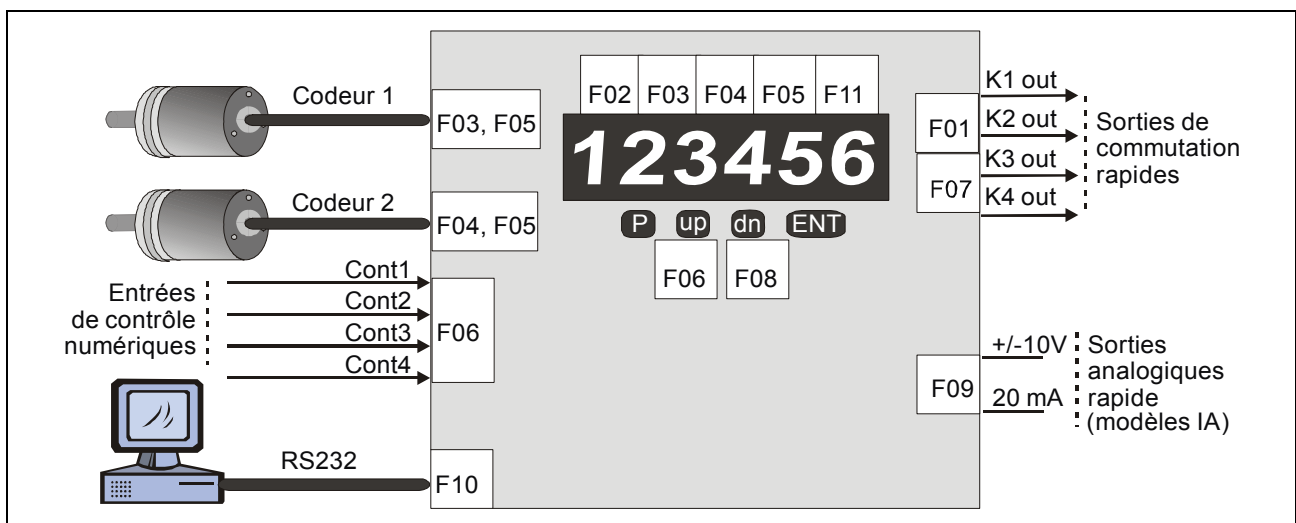 Codeur 1
F03, F05
Codeur 2
F04, F05
Entrées
de contrôle
numériques
Cont1
Cont2
Cont3
Cont4
F06
RS232
F10
F02 F03 F04 F05 F11
123456
P up dn ENT
F06 F08
F01
F07
K1 out
K2 out
K3 out
K4 out
Sorties de
commutation
rapides
F09
+/-10V
20 mA
Sorties
analogiques
rapide
(modèles IA)